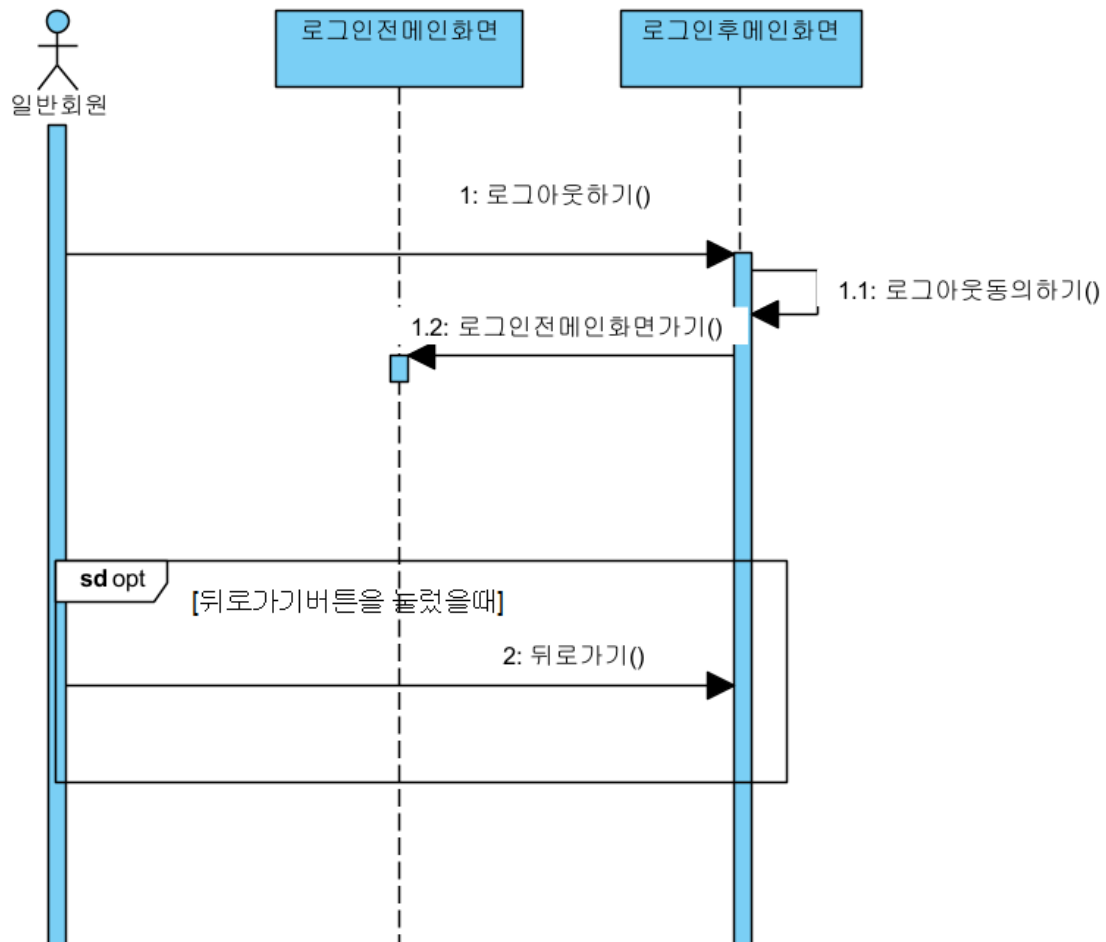 로그인전메인화면
로그인후메인화면
일반회원
1: 로그아웃하기()
1.1: 로그아웃동의하기()
1.2: 로그인전메인화면가기()
sd opt
[뒤로가기버튼을 눌렀을때]
2: 뒤로가기()